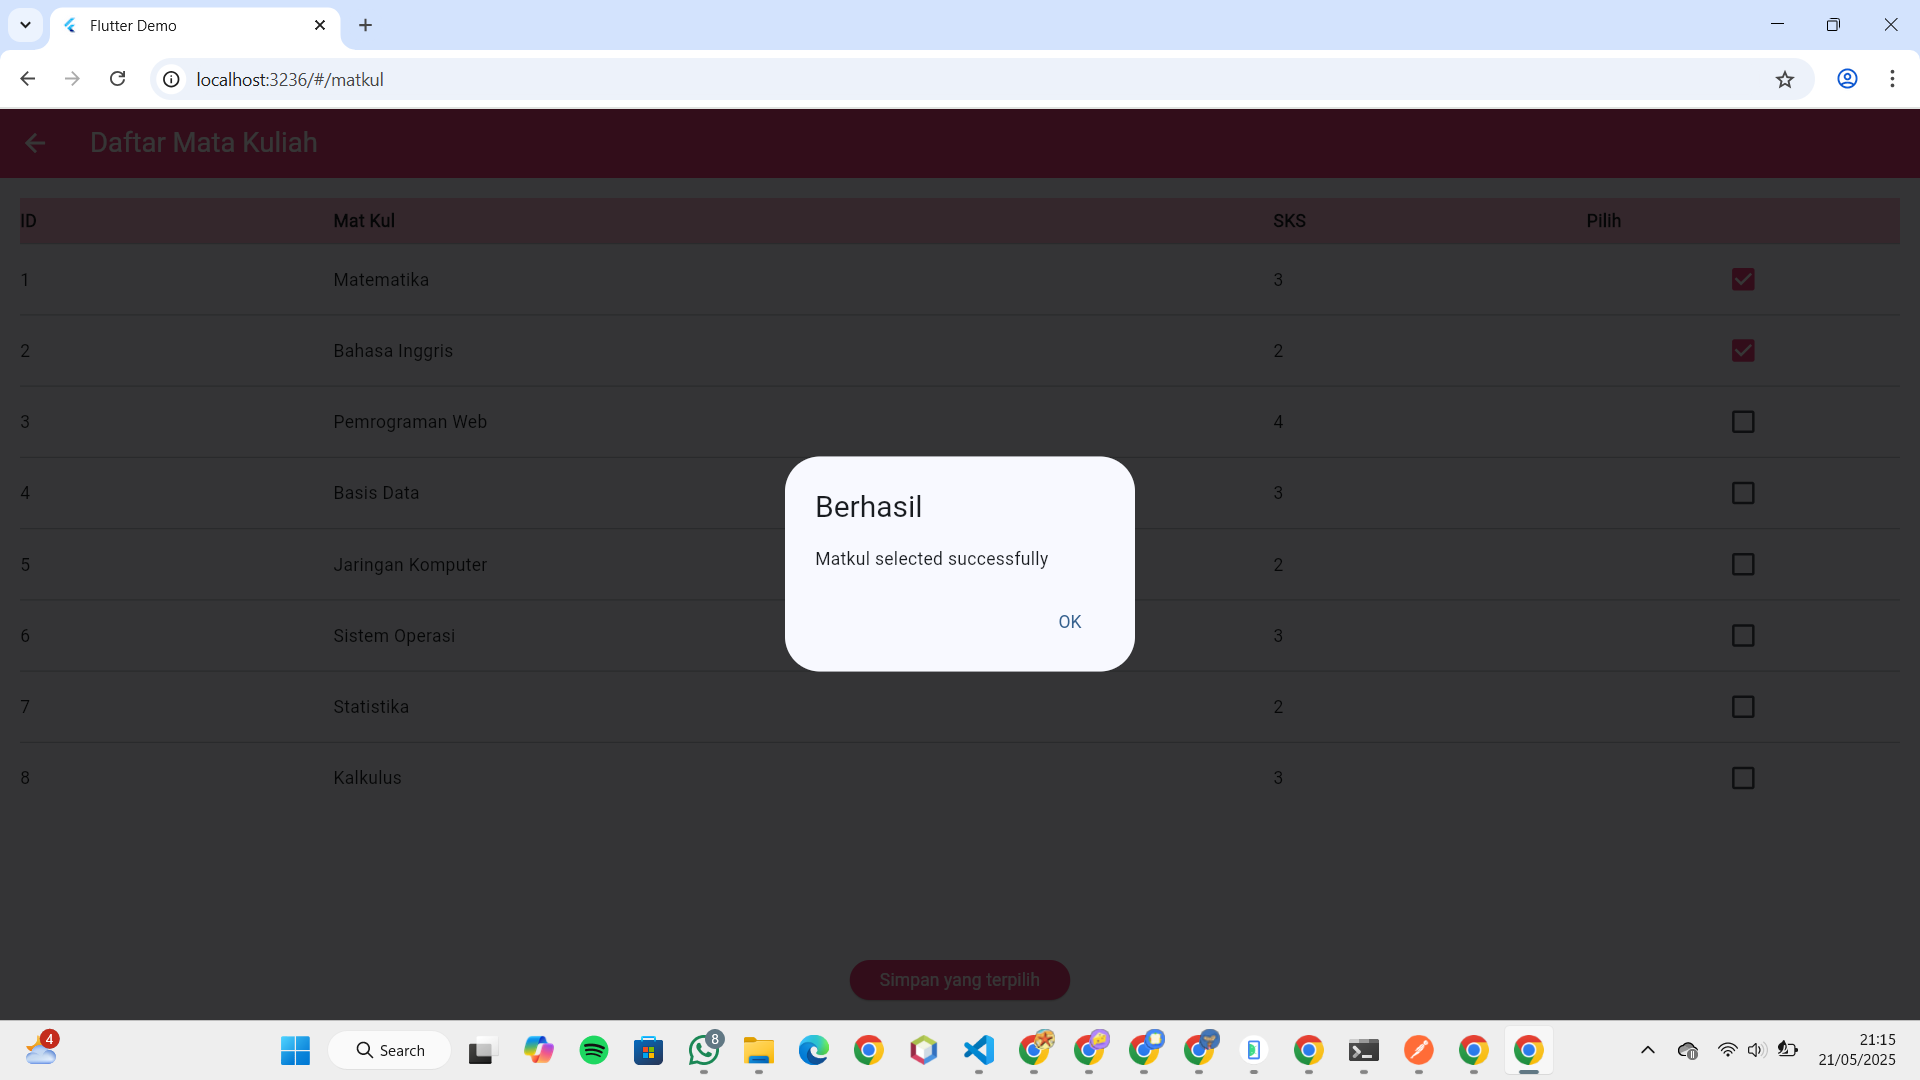 Flutter Demo
localhost:3236/#/matkul
Daftar Mata Kuliah
ID Mat Kul SKS Pilih
1 Matematika 3
2 Bahasa Inggris 2
3 Pemrograman Web 4
4 Basis Data 3
5 Jaringan Komputer 2
6 Sistem Operasi 3
7 Statistika 2
8 Kalkulus 3
Berhasil
Matkul selected successfully
OK
Simpan yang terpilih
4
Search
8
21:15
21/05/2025